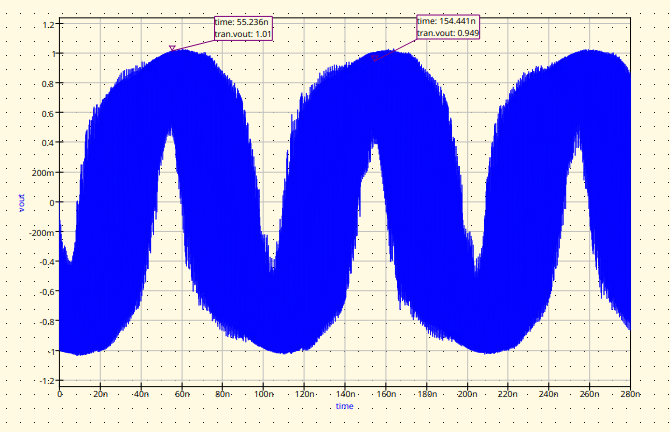 time: 55.236n
tran.vout: 1.01
time: 154.441n
tran.vout: 0.949
1.2
1
0.8
0.6
0.4
200m
0
-200m
-0.4
-0.6
-0.8
-1
-1.2
vout
0 20n 40n 60n 80n 100n 120n 140n 160n 180n 200n 220n 240n 260n 280n
time